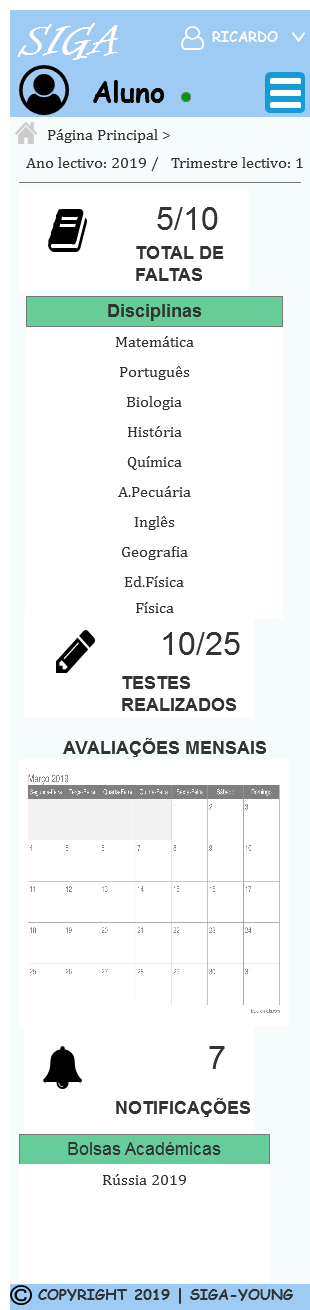 SIGA
RICARDO
Aluno
Página Principal >
Ano lectivo: 2019 / Trimestre lectivo: 1
5/10
TOTAL DE
FALTAS
Disciplinas
Matemática
Português
Biologia
História
Química
A.Pecuária
Inglês
Geografia
Ed.Física
Física
10/25
TESTES
REALIZADOS
AVALIAÇÕES MENSAIS
Março 2019
Segunda-Feira Terça-Feira Quarta-Feira Quinta-Feira Sexta-Feira Sábado Domingo
1 2 3
4 5 6 7 8 9 10
11 12 13 14 15 16 17
18 19 20 21 22 23 24
25 26 27 28 29 30 31
7
NOTIFICAÇÕES
Bolsas Académicas
Rússia 2019
© COPYRIGHT 2019 | SIGA-YOUNG